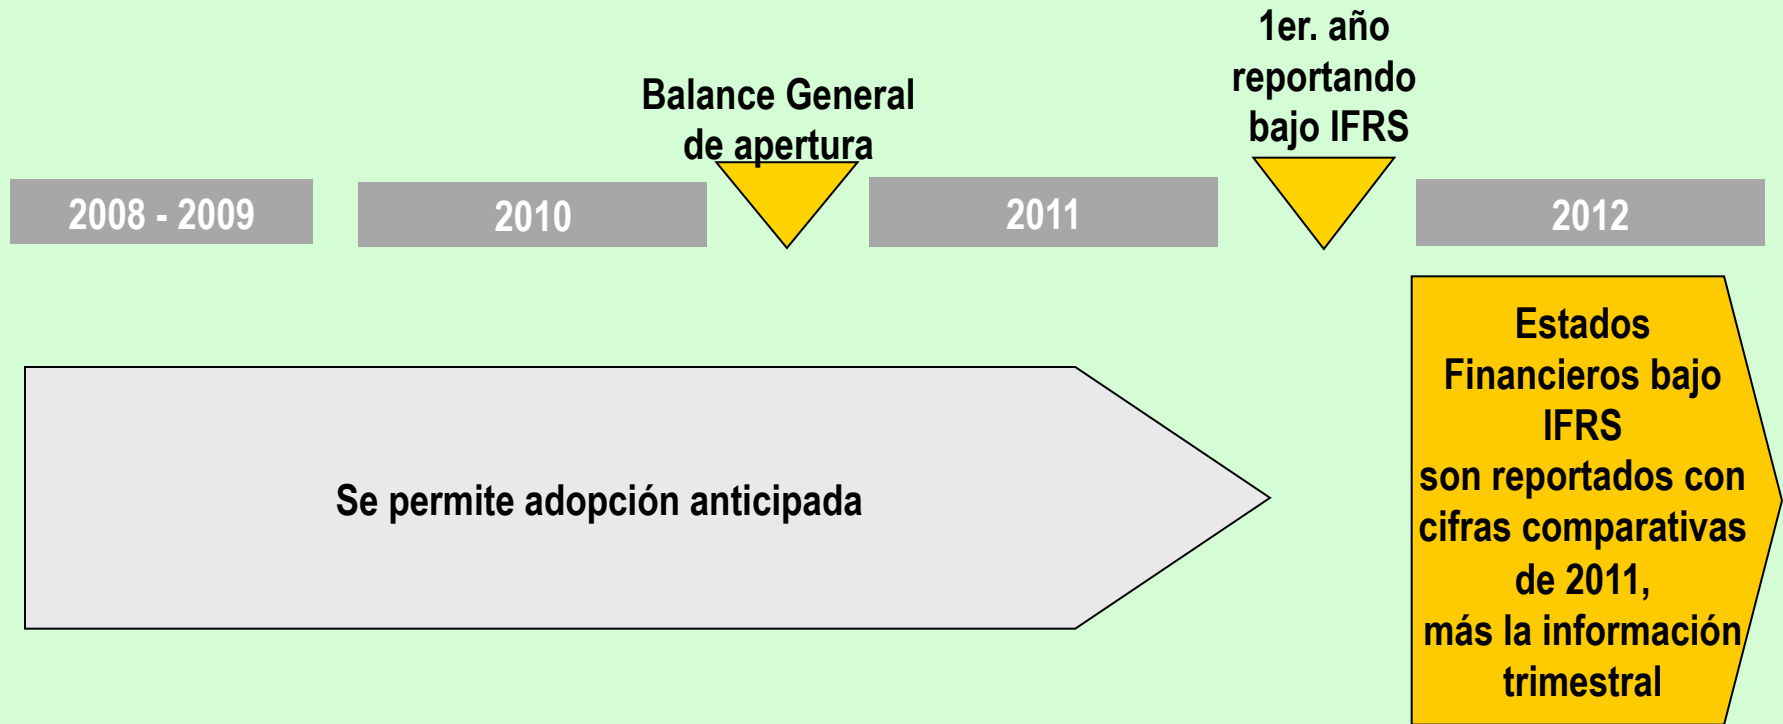 1er. año
reportando
bajo IFRS
Balance General
de apertura
2008 - 2009
2010
2011
2012
Se permite adopción anticipada
Estados
Financieros bajo
IFRS
son reportados con
cifras comparativas
de 2011,
más la información
trimestral